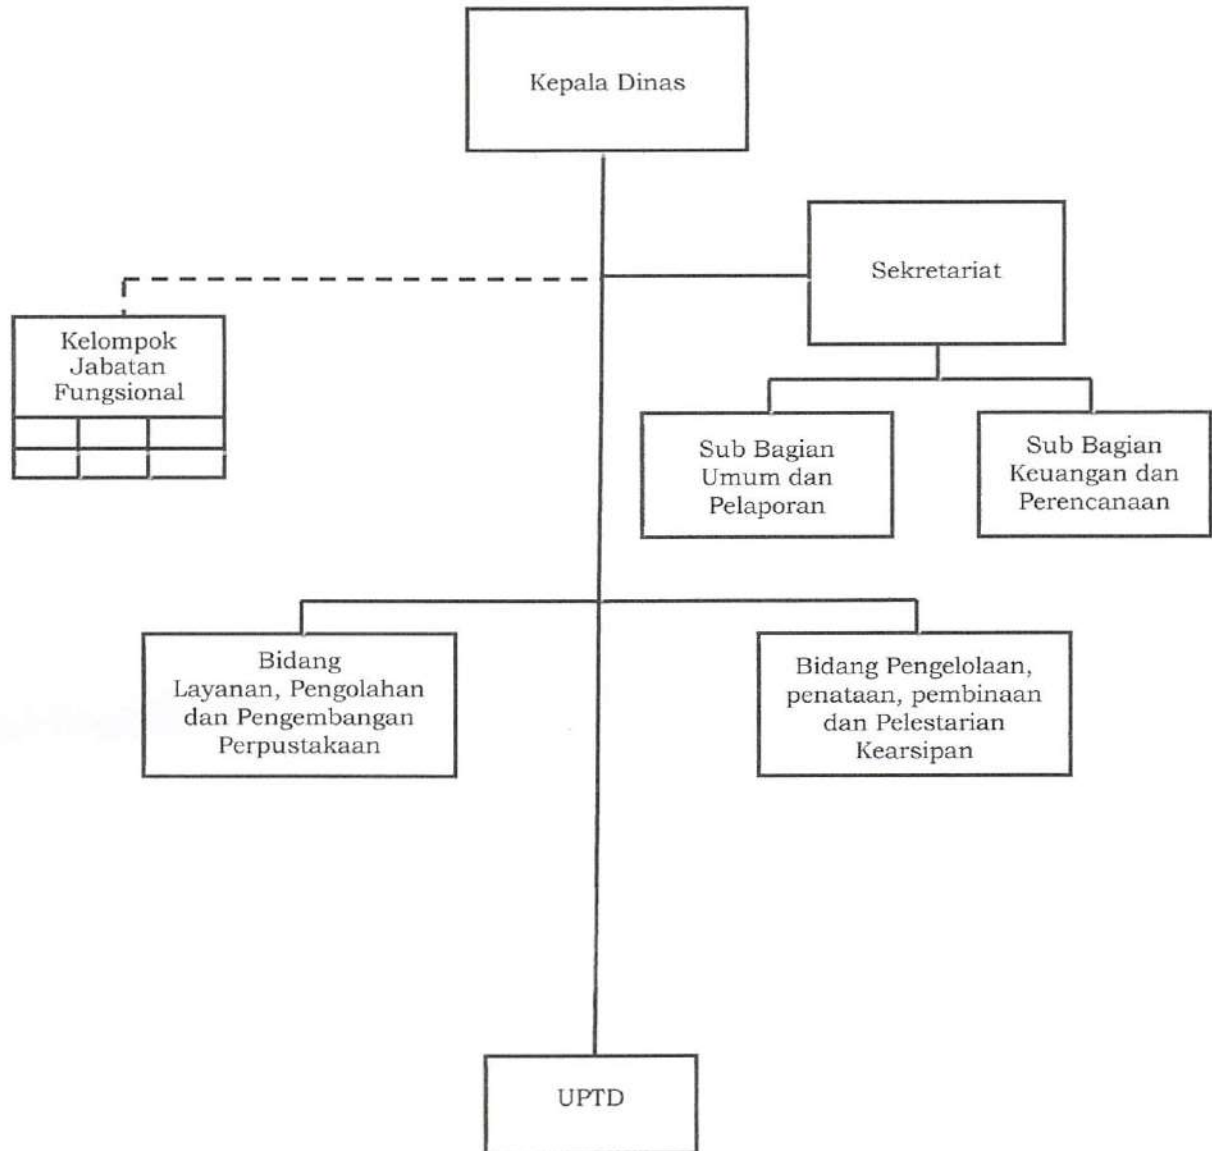 Kepala Dinas
Sekretariat
Kelompok
Jabatan
Fungsional
Sub Bagian
Umum dan
Pelaporan
Sub Bagian
Keuangan dan
Perencanaan
Bidang
Layanan, Pengolahan
dan Pengembangan
Perpustakaan
Bidang Pengelolaan,
penataan, pembinaan
dan Pelestarian
Kearsipan
UPTD